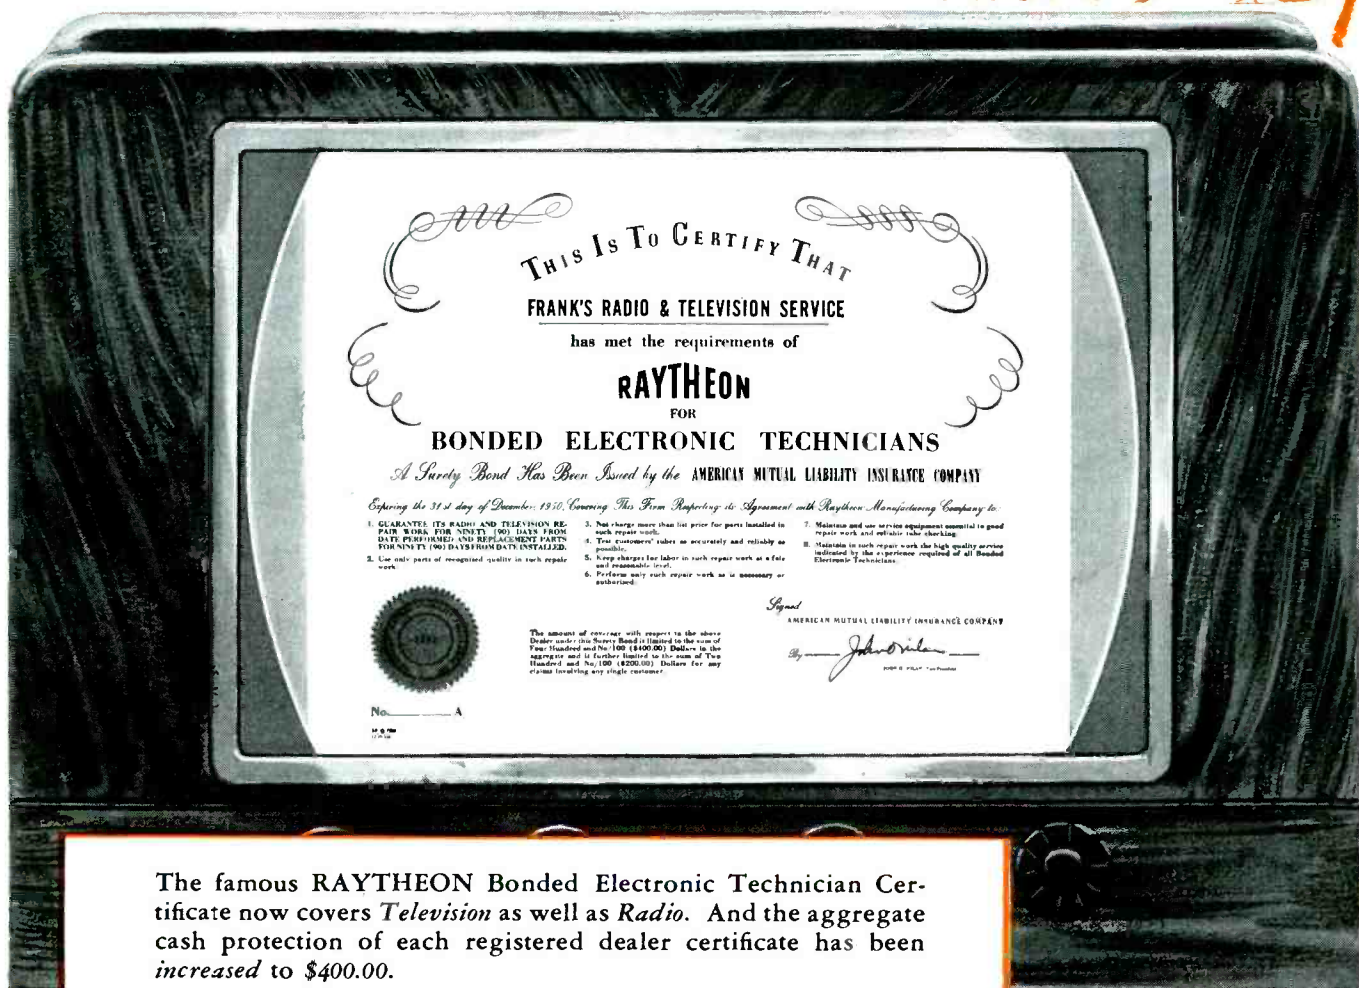 THIS IS TO CERTIFY THAT
FRANK'S RADIO & TELEVISION SERVICE
has met the requirements of
RAYTHEON
FOR
BONDED ELECTRONIC TECHNICIANS
A Surety Bond Has Been Issued by the AMERICAN MUTUAL LIABILITY INSURANCE COMPANY
Expiring the 31st day of December, 1950, Covering This Firm Respecting its Agreement with Raytheon Manufacturing Company to:
1. GUARANTEE ITS RADIO AND TELEVISION RE-
PAIR WORK FOR NINETY (90) DAYS FROM
DATE PERFORMED AND REPLACEMENT PARTS
FOR NINETY (90) DAYS FROM DATE INSTALLED.
2. Use only parts of recognized quality in such repair
work.
3. Not charge more than list price for parts installed in
such repair work.
4. Test customers' tubes as accurately and reliably as
possible.
5. Keep charges for labor in such repair work at a fair
and reasonable level.
6. Perform only such repair work as is necessary or
authorized.
7. Maintain and use service equipment essential to good
repair work and reliable tube checking.
8. Maintain in such repair work the high quality service
indicated by the experience required of all Bonded
Electronic Technicians.
The amount of coverage with respect to the above
Dealer under this Surety Bond is limited to the sum of
Four Hundred and No/100 ($400.00) Dollars in the
aggregate and is further limited to the sum of Two
Hundred and No/100 ($200.00) Dollars for any
claims involving any single customer.
Signed
AMERICAN MUTUAL LIABILITY INSURANCE COMPANY
By
No. A
The famous RAYTHEON Bonded Electronic Technician Cer-
tificate now covers Television as well as Radio. And the aggregate
cash protection of each registered dealer certificate has been
increased to $400.00.